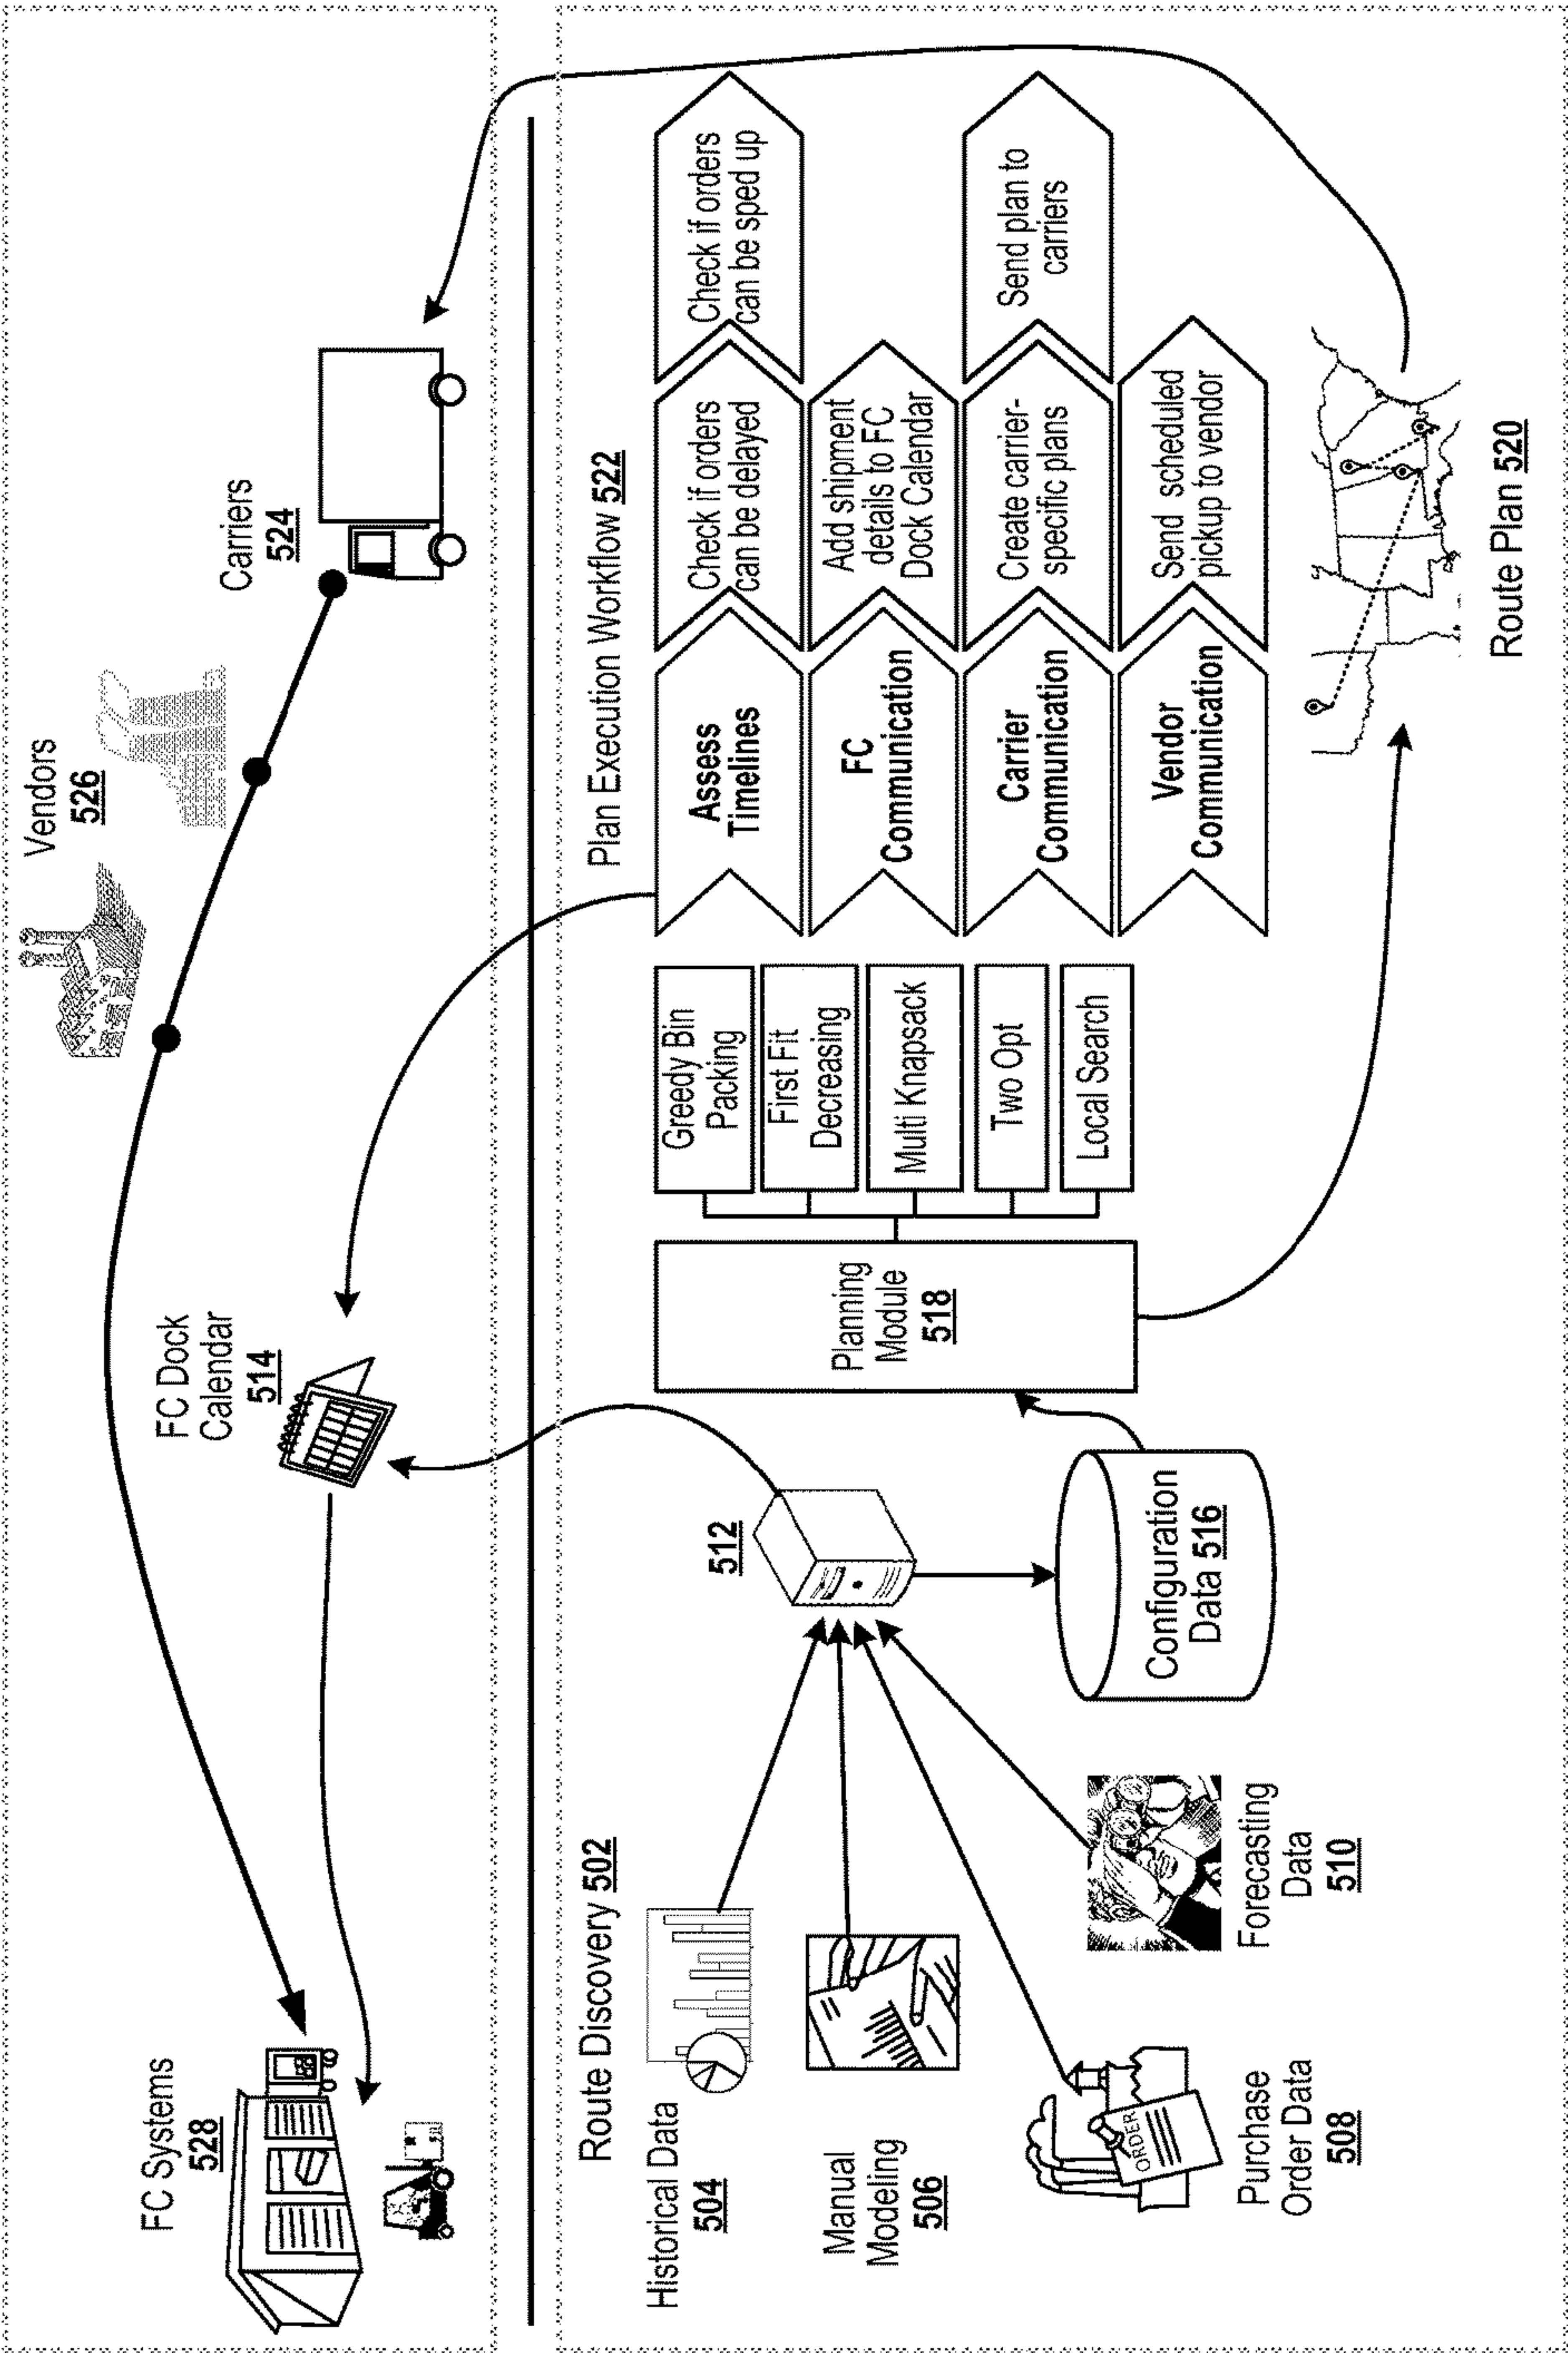 FC Systems
528
FC Dock
Calendar
514
Vendors
526
Carriers
524
Route Discovery 502
Historical Data
504
Manual
Modeling
506
Purchase
Order Data
508
ORDER
Forecasting
Data
510
512
Configuration
Data 516
Planning
Module
518
Greedy Bin
Packing
First Fit
Decreasing
Multi Knapsack
Two Opt
Local Search
Plan Execution Workflow 522
Assess
Timelines
Check if orders
can be delayed
Check if orders
can be sped up
FC
Communication
Add shipment
details to FC
Dock Calendar
Carrier
Communication
Create carrier-
specific plans
Send plan to
carriers
Vendor
Communication
Send scheduled
pickup to vendor
Route Plan 520